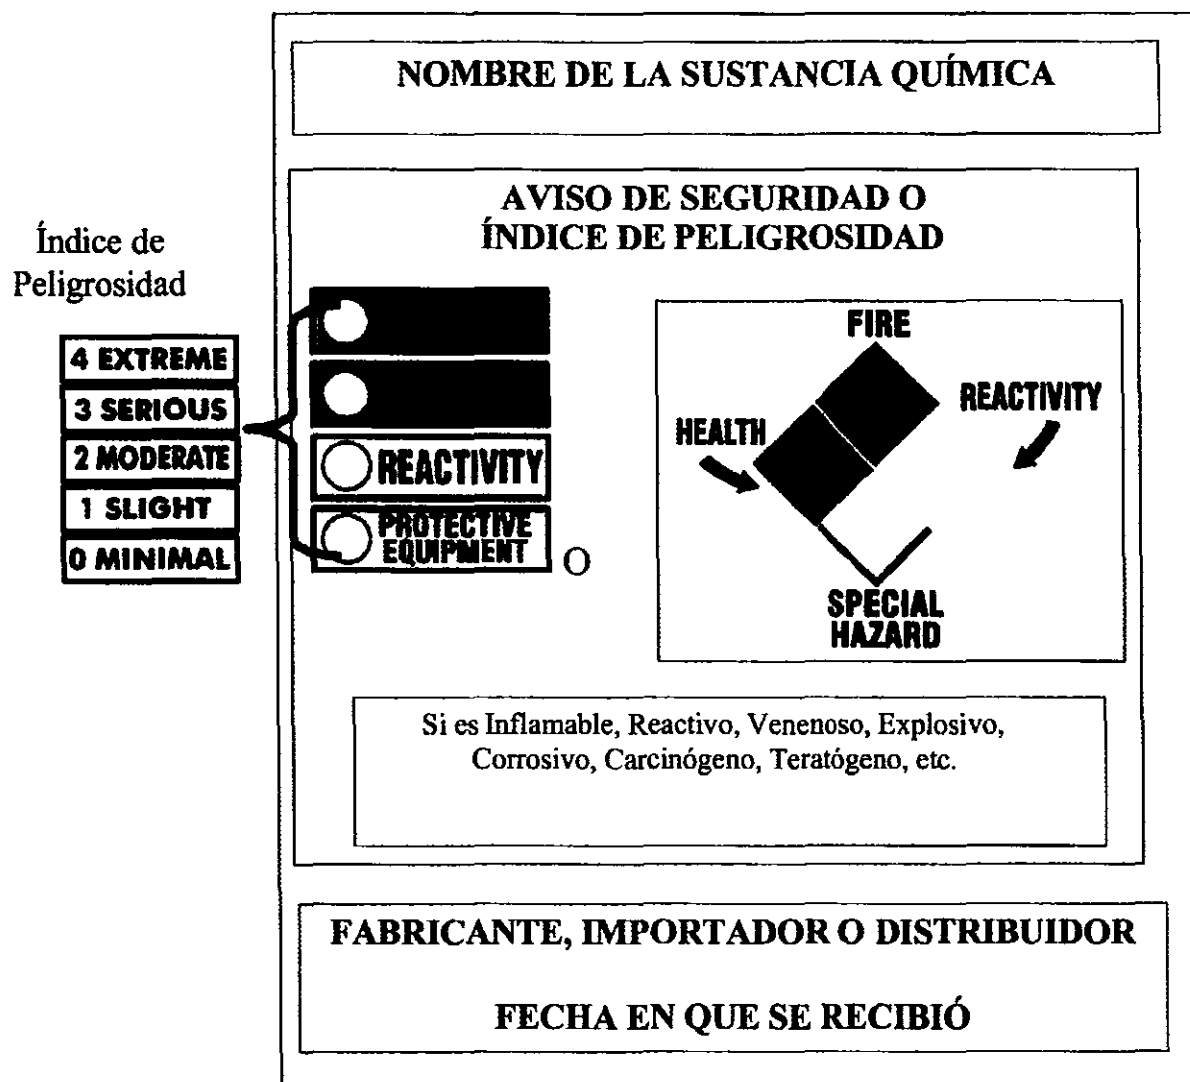 NOMBRE DE LA SUSTANCIA QUÍMICA
AVISO DE SEGURIDAD O
ÍNDICE DE PELIGROSIDAD
Índice de
Peligrosidad
4 EXTREME
3 SERIOUS
2 MODERATE
1 SLIGHT
0 MINIMAL
REACTIVITY
PROTECTIVE
EQUIPMENT
O
FIRE
REACTIVITY
HEALTH
SPECIAL
HAZARD
Si es Inflamable, Reactivo, Venenoso, Explosivo,
Corrosivo, Carcinógeno, Teratógeno, etc.
FABRICANTE, IMPORTADOR O DISTRIBUIDOR
FECHA EN QUE SE RECIBIÓ